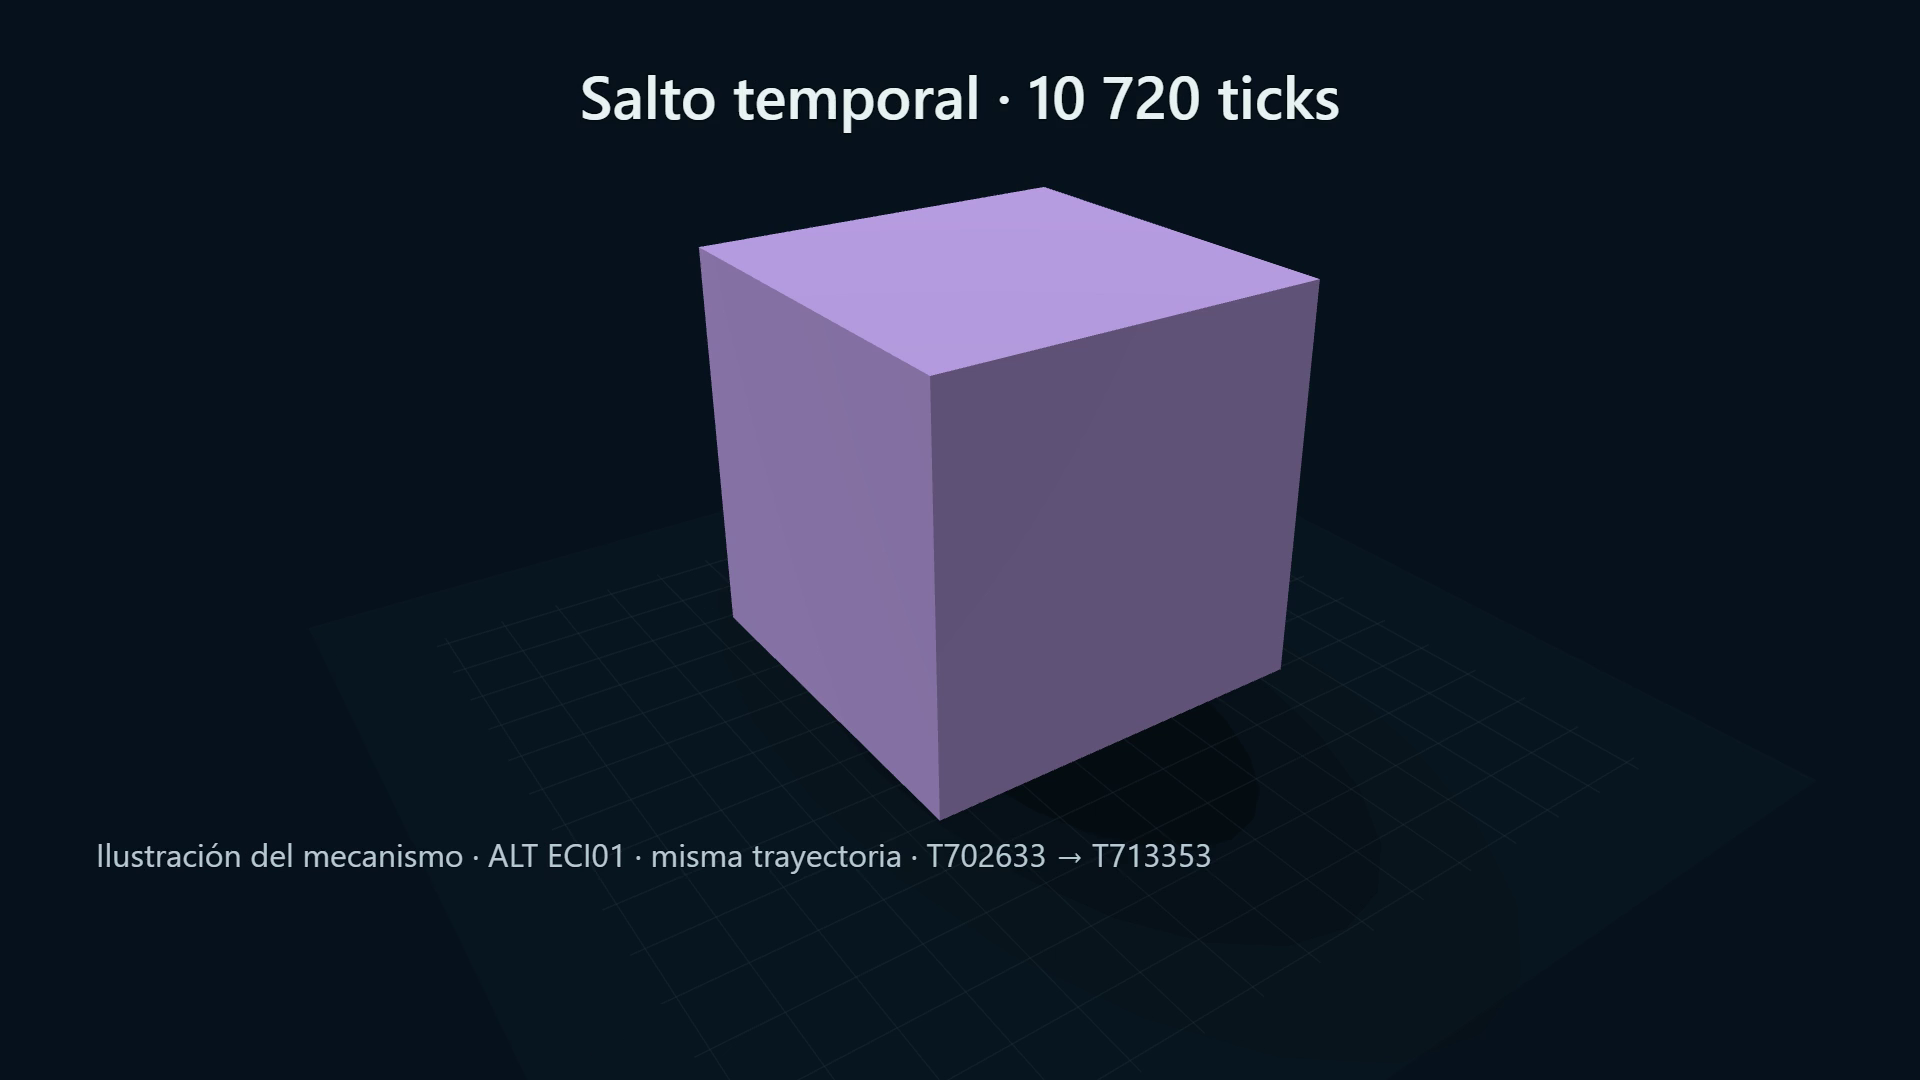 Salto temporal · 10 720 ticks
Ilustración del mecanismo · ALT ECI01 · misma trayectoria · T702633 → T713353